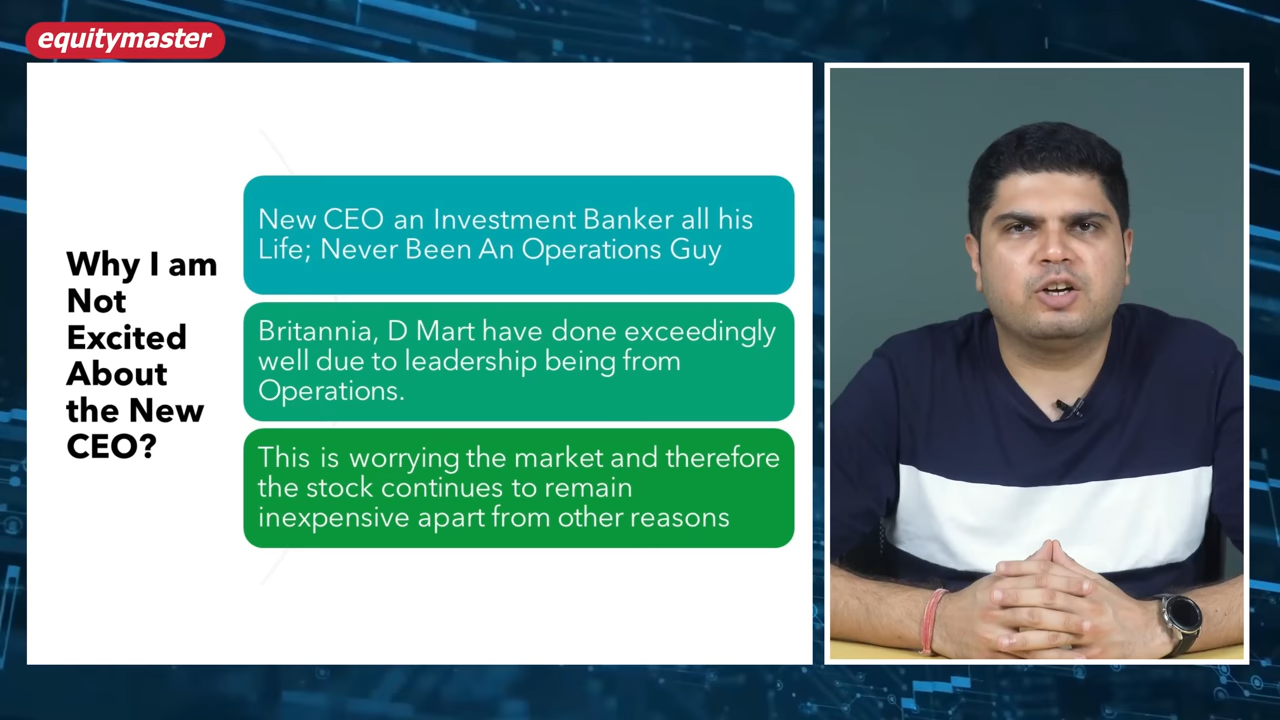 equitymaster
Why I am
Not
Excited
About
the New
CEO?
New CEO an Investment Banker all his
Life; Never Been An Operations Guy
Britannia, D Mart have done exceedingly
well due to leadership being from
Operations.
This is worrying the market and therefore
the stock continues to remain
inexpensive apart from other reasons